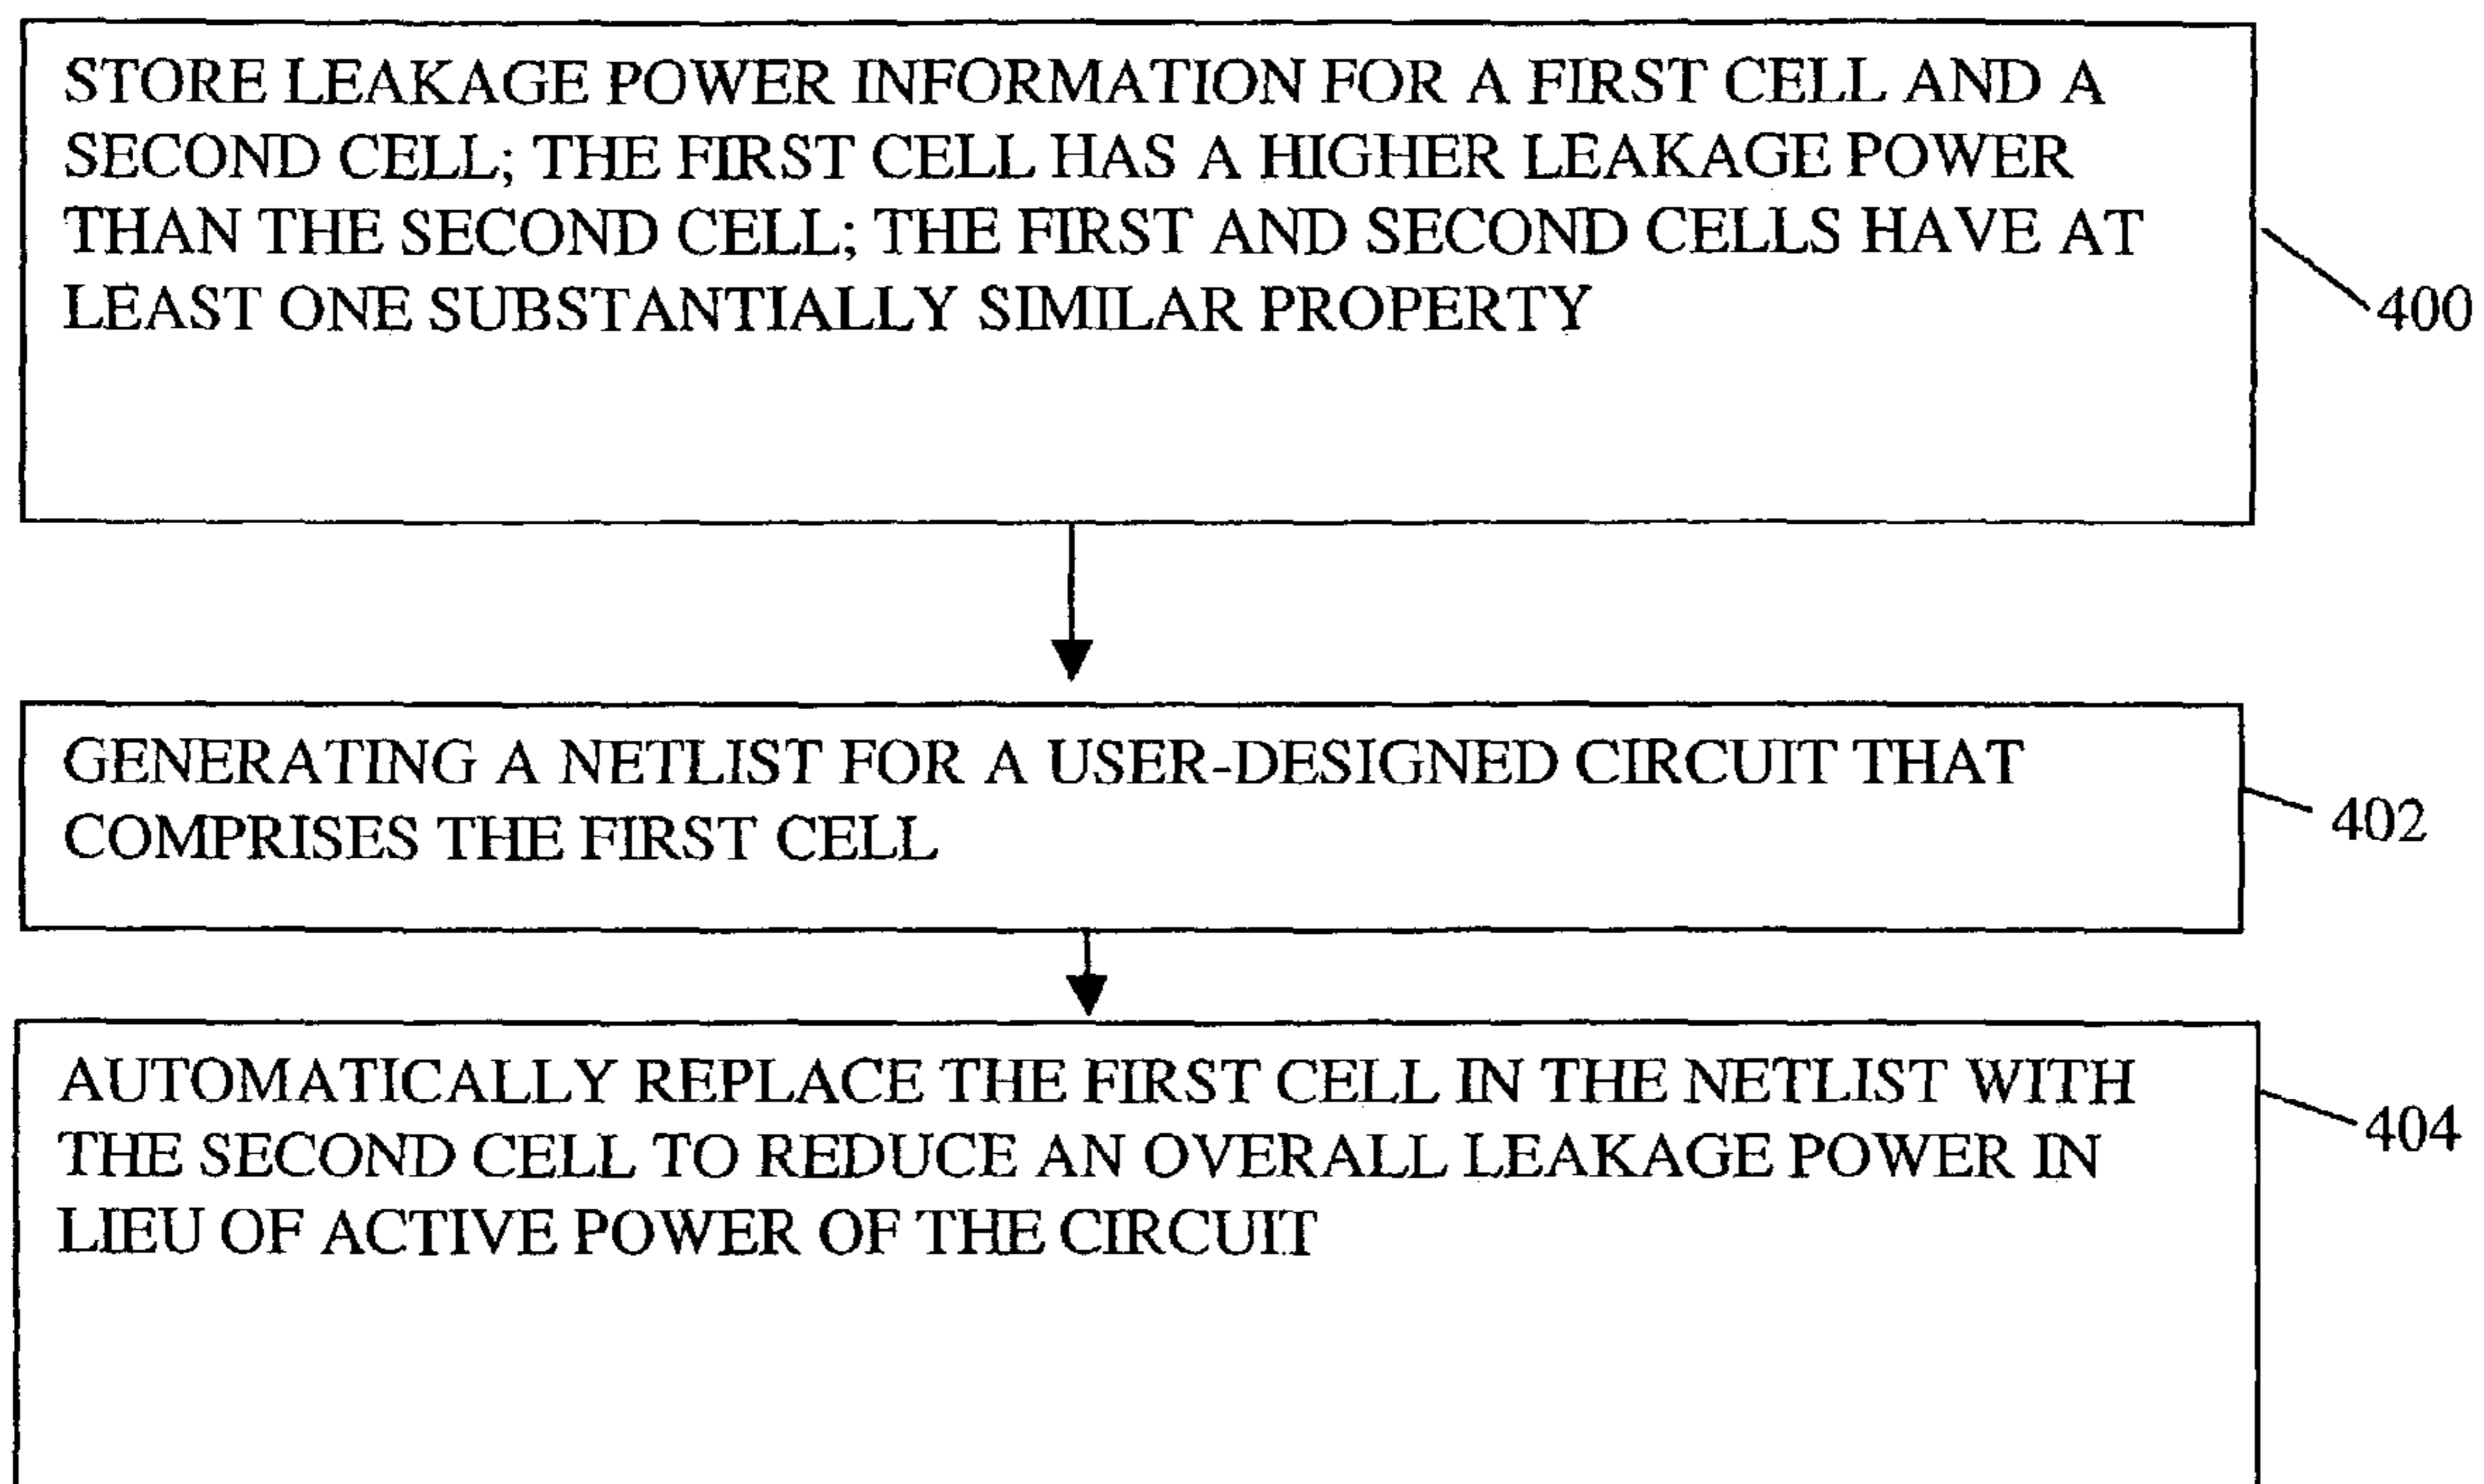 STORE LEAKAGE POWER INFORMATION FOR A FIRST CELL AND A
SECOND CELL; THE FIRST CELL HAS A HIGHER LEAKAGE POWER
THAN THE SECOND CELL; THE FIRST AND SECOND CELLS HAVE AT
LEAST ONE SUBSTANTIALLY SIMILAR PROPERTY
400
GENERATING A NETLIST FOR A USER-DESIGNED CIRCUIT THAT
COMPRISES THE FIRST CELL
402
AUTOMATICALLY REPLACE THE FIRST CELL IN THE NETLIST WITH
THE SECOND CELL TO REDUCE AN OVERALL LEAKAGE POWER IN
LIEU OF ACTIVE POWER OF THE CIRCUIT
404